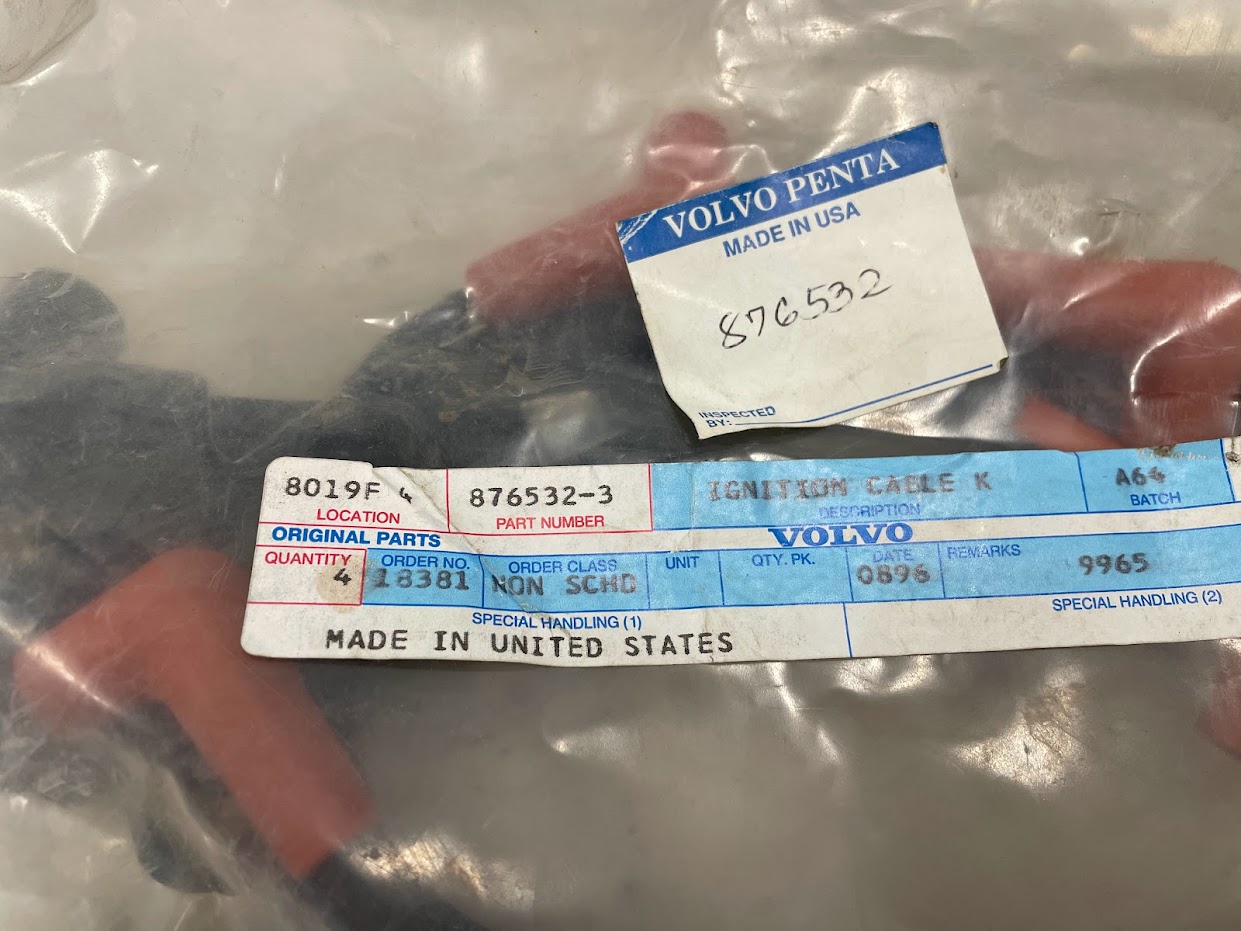 VOLVO PENTA
MADE IN USA
876532
INSPECTED
BY:
8019F 4
LOCATION
876532-3
PART NUMBER
IGNITION CABLE K
DESCRIPTION
A64
BATCH
ORIGINAL PARTS
VOLVO
QUANTITY
4
ORDER NO.
18381
ORDER CLASS
NON SCHD
UNIT
QTY. PK.
DATE
0896
REMARKS
9965
SPECIAL HANDLING (1)
MADE IN UNITED STATES
SPECIAL HANDLING (2)